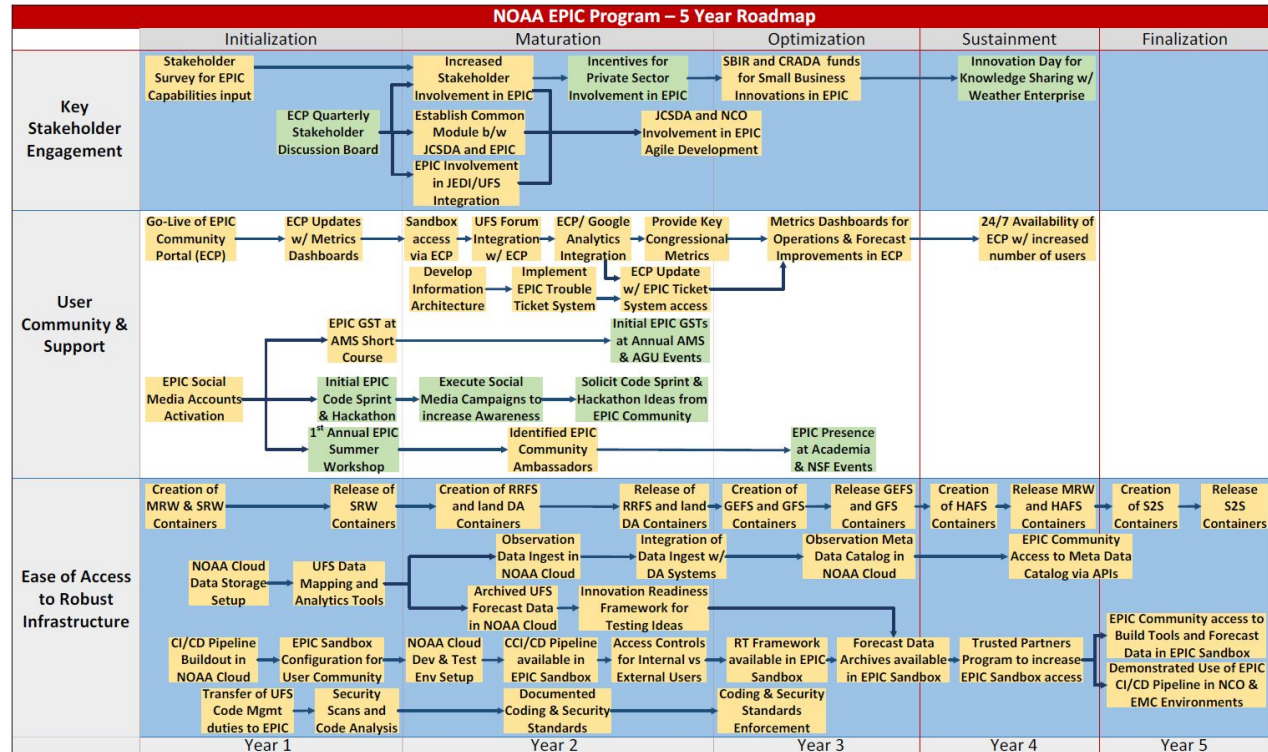 NOAA EPIC Program – 5 Year Roadmap
Initialization
Maturation
Optimization
Sustainment
Finalization
Key
Stakeholder
Engagement
Stakeholder
Survey for EPIC
Capabilities input
Increased
Stakeholder
Involvement in EPIC
Incentives for
Private Sector
Involvement in EPIC
SBIR and CRADA funds
for Small Business
Innovations in EPIC
Innovation Day for
Knowledge Sharing w/
Weather Enterprise
ECP Quarterly
Stakeholder
Discussion Board
Establish Common
Module b/w
JCSDA and EPIC
JCSDA and NCO
Involvement in EPIC
Agile Development
EPIC Involvement
in JEDI/UFS
Integration
User
Community &
Support
Go-Live of EPIC
Community
Portal (ECP)
ECP Updates
w/ Metrics
Dashboards
Sandbox
access
via ECP
UFS Forum
Integration
w/ ECP
ECP/ Google
Analytics
Integration
Provide Key
Congressional
Metrics
Metrics Dashboards for
Operations & Forecast
Improvements in ECP
24/7 Availability of
ECP w/ increased
number of users
Develop
Information
Architecture
Implement
EPIC Trouble
Ticket System
ECP Update
w/ EPIC Ticket
System access
EPIC GST at
AMS Short
Course
Initial EPIC GSTs
at Annual AMS
& AGU Events
EPIC Social
Media Accounts
Activation
Initial EPIC
Code Sprint
& Hackathon
Execute Social
Media Campaigns to
increase Awareness
Solicit Code Sprint &
Hackathon Ideas from
EPIC Community
1st Annual EPIC
Summer
Workshop
Identified EPIC
Community
Ambassadors
EPIC Presence
at Academia
& NSF Events
Ease of Access
to Robust
Infrastructure
Creation of
MRW & SRW
Containers
Release of
SRW
Containers
Creation of RRFS
and land DA
Containers
Release of
RRFS and land
DA Containers
Creation of
GEFS and GFS
Containers
Release GEFS
and GFS
Containers
Creation
of HAFS
Containers
Release MRW
and HAFS
Containers
Creation
of S2S
Containers
Release
S2S
Containers
Observation
Data Ingest in
NOAA Cloud
Integration of
Data Ingest w/
DA Systems
Observation Meta
Data Catalog in
NOAA Cloud
EPIC Community
Access to Meta Data
Catalog via APIs
NOAA Cloud
Data Storage
Setup
UFS Data
Mapping and
Analytics Tools
Archived UFS
Forecast Data
in NOAA Cloud
Innovation Readiness
Framework for
Testing Ideas
CI/CD Pipeline
Buildout in
NOAA Cloud
EPIC Sandbox
Configuration for
User Community
NOAA Cloud
Dev & Test
Env Setup
CCI/CD Pipeline
available in
EPIC Sandbox
Access Controls
for Internal vs
External Users
RT Framework
available in EPIC
Sandbox
Forecast Data
Archives available
in EPIC Sandbox
Trusted Partners
Program to increase
EPIC Sandbox access
EPIC Community access to
Build Tools and Forecast
Data in EPIC Sandbox
Demonstrated Use of EPIC
CI/CD Pipeline in NCO &
EMC Environments
Transfer of UFS
Code Mgmt
duties to EPIC
Security
Scans and
Code Analysis
Documented
Coding & Security
Standards
Coding & Security
Standards
Enforcement
Year 1
Year 2
Year 3
Year 4
Year 5